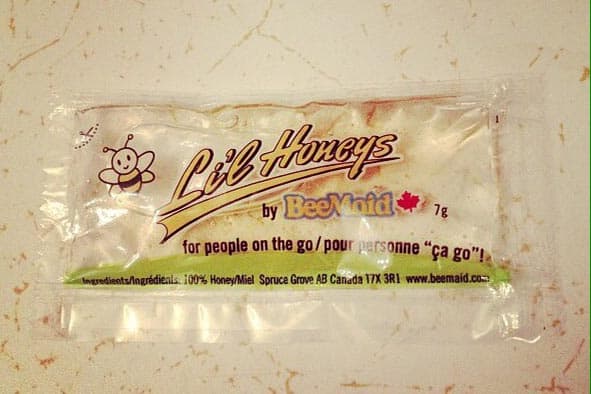 Li'l Honeys
by BeeMaid 7g
for people on the go/pour personne "ça go"!
Ingredients/Ingrédients: 100% Honey/Miel Spruce Grove AB Canada T7X 3R1 www.beemaid.com